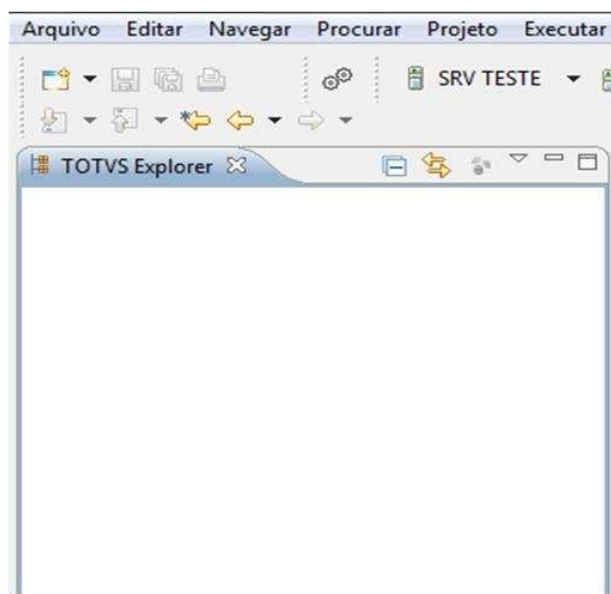 Arquivo Editar Navegar Procurar Projeto Executar
SRV TESTE
TOTVS Explorer